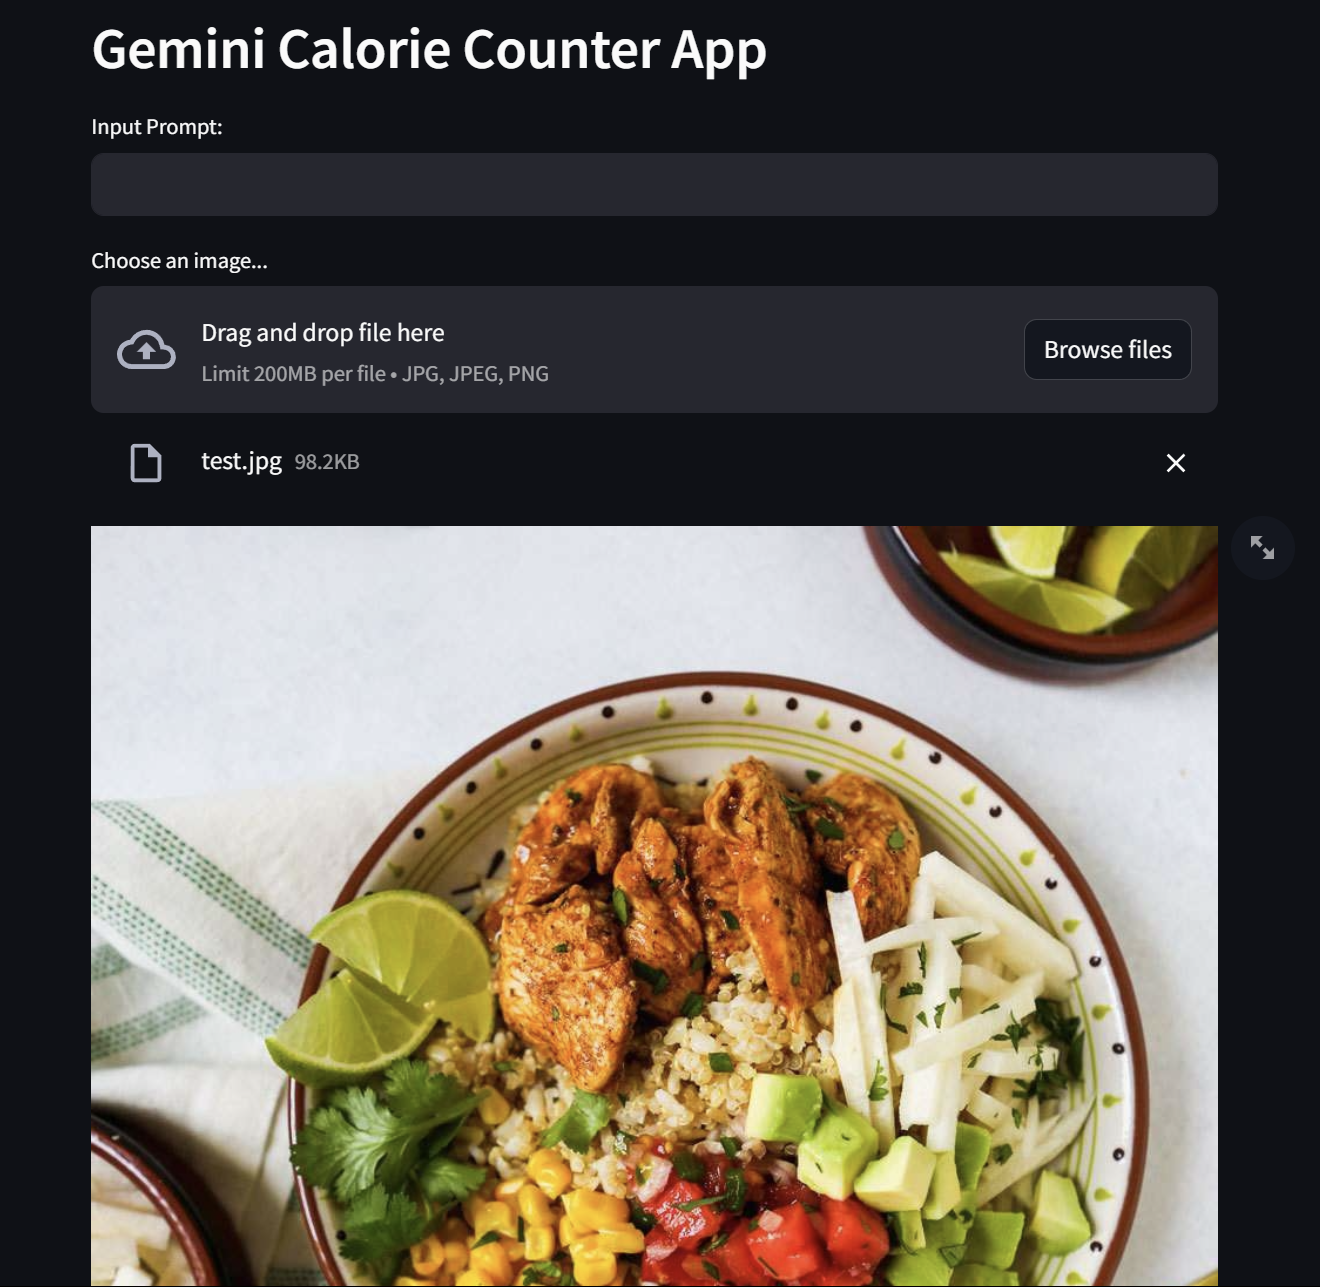 Gemini Calorie Counter App
Input Prompt:
Choose an image...
Drag and drop file here
Limit 200MB per file • JPG, JPEG, PNG
Browse files
test.jpg 98.2KB